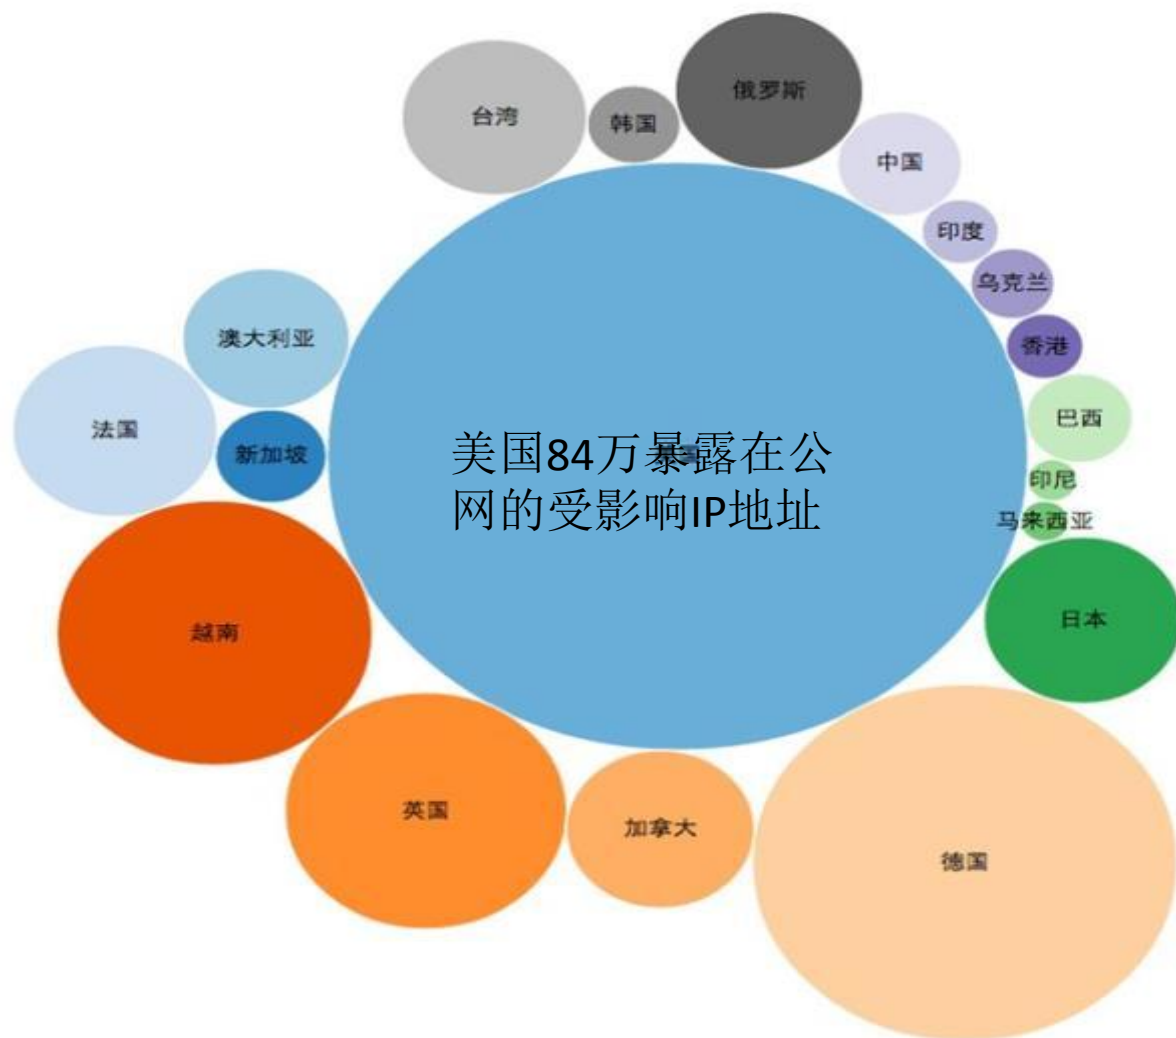 俄罗斯
台湾
韩国
中国
印度
乌克兰
澳大利亚
香港
巴西
法国
新加坡
美国84万暴露在公
网的受影响IP地址
印尼
马来西亚
日本
越南
英国
加拿大
德国